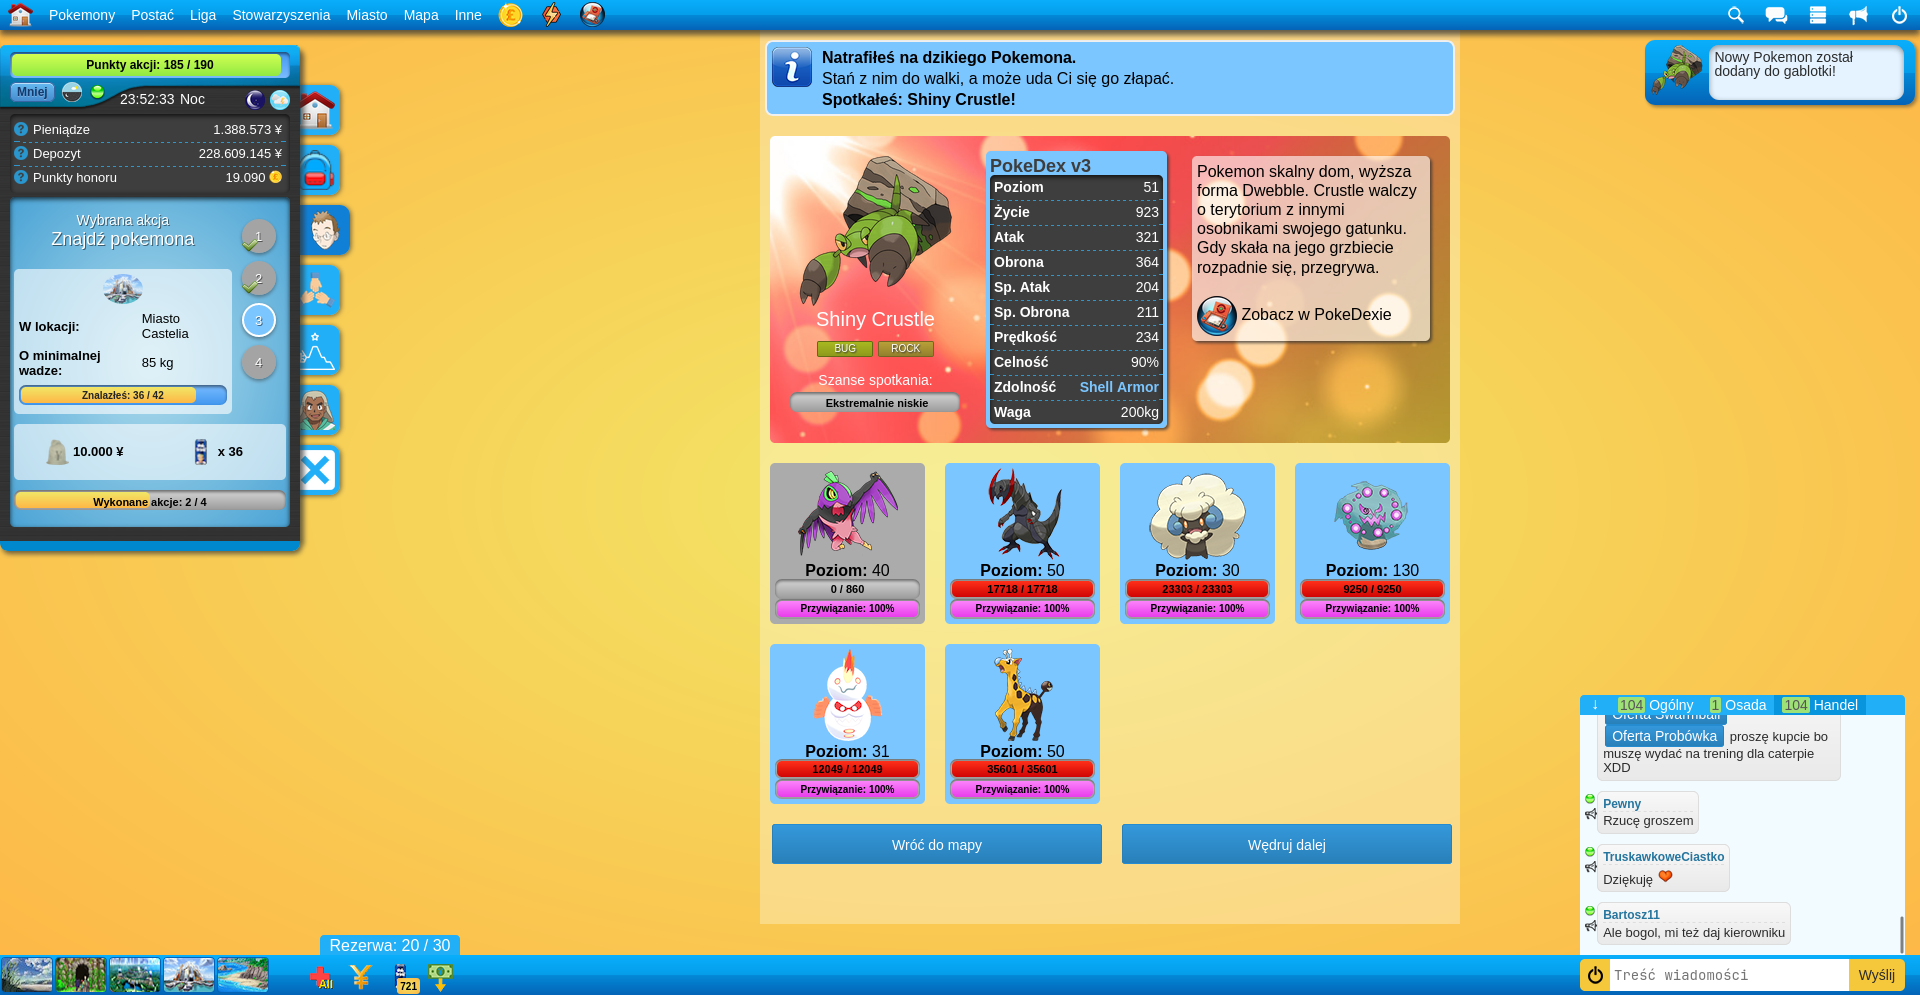 Pokemony Postać Liga Stowarzyszenia Miasto Mapa Inne
Punkty akcji: 185 / 190
Mniej
23:52:33 Noc
Pieniądze 1.388.573 ¥
Depozyt 228.609.145 ¥
Punkty honoru 19.090
Wybrana akcja
Znajdź pokemona
1
2
3
4
W lokacji: Miasto Castelia
O minimalnej wadze: 85 kg
Znalazłeś: 36 / 42
10.000 ¥ x 36
Wykonane akcje: 2 / 4
Natrafiłeś na dzikiego Pokemona.
Stań z nim do walki, a może uda Ci się go złapać.
Spotkałeś: Shiny Crustle!
Shiny Crustle
BUG ROCK
Szanse spotkania:
Ekstremalnie niskie
PokeDex v3
Poziom 51
Życie 923
Atak 321
Obrona 364
Sp. Atak 204
Sp. Obrona 211
Prędkość 234
Celność 90%
Zdolność Shell Armor
Waga 200kg
Pokemon skalny dom, wyższa
forma Dwebble. Crustle walczy
o terytorium z innymi
osobnikami swojego gatunku.
Gdy skała na jego grzbiecie
rozpadnie się, przegrywa.
Zobacz w PokeDexie
Poziom: 40
0 / 860
Przywiązanie: 100%
Poziom: 50
17718 / 17718
Przywiązanie: 100%
Poziom: 30
23303 / 23303
Przywiązanie: 100%
Poziom: 130
9250 / 9250
Przywiązanie: 100%
Poziom: 31
12049 / 12049
Przywiązanie: 100%
Poziom: 50
35601 / 35601
Przywiązanie: 100%
Wróć do mapy
Wędruj dalej
Nowy Pokemon został
dodany do gablotki!
↓ 104 Ogólny 1 Osada 104 Handel
Oferta Swarmball
Oferta Probówka proszę kupcie bo
muszę wydać na trening dla caterpie
XDD
Pewny
Rzucę groszem
TruskawkoweCiastko
Dziękuję
Bartosz11
Ale bogol, mi też daj kierowniku
Treść wiadomości
Wyślij
Rezerwa: 20 / 30
All
721